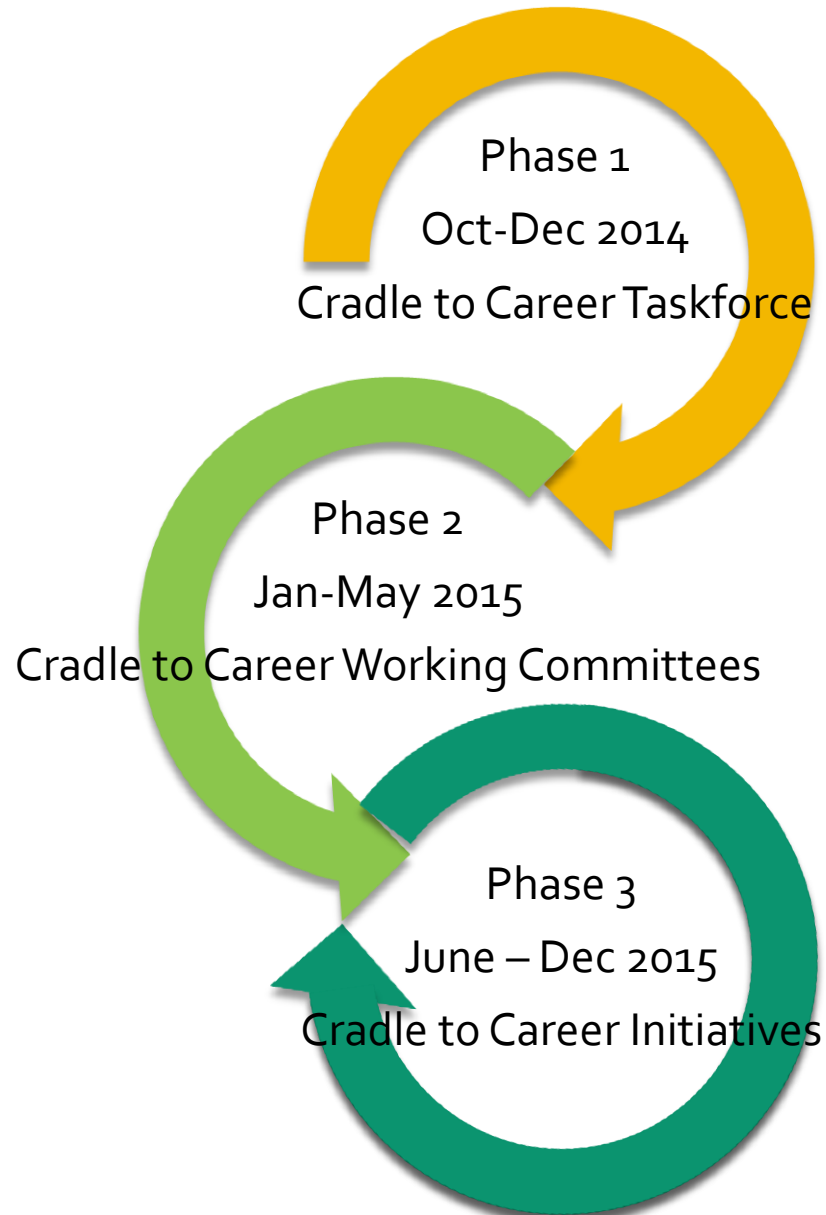 Phase 1
Oct-Dec 2014
Cradle to Career Taskforce
Phase 2
Jan-May 2015
Cradle to Career Working Committees
Phase 3
June – Dec 2015
Cradle to Career Initiatives